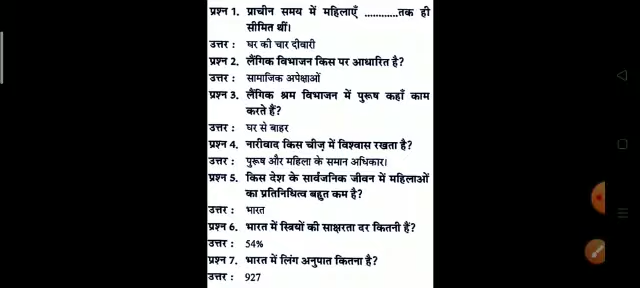 प्रश्न 1. प्राचीन समय में महिलाएँ ............तक ही
सीमित थीं।
उत्तर : घर की चार दीवारी
प्रश्न 2. लैंगिक विभाजन किस पर आधारित है?
उत्तर : सामाजिक अपेक्षाओं
प्रश्न 3. लैंगिक श्रम विभाजन में पुरूष कहाँ काम
करते हैं?
उत्तर : घर से बाहर
प्रश्न 4. नारीवाद किस चीज़ में विश्वास रखता है?
उत्तर : पुरूष और महिला के समान अधिकार।
प्रश्न 5. किस देश के सार्वजनिक जीवन में महिलाओं
का प्रतिनिधित्व बहुत कम है?
उत्तर : भारत
प्रश्न 6. भारत में स्त्रियों की साक्षरता दर कितनी हैं?
उत्तर : 54%
प्रश्न 7. भारत में लिंग अनुपात कितना है?
उत्तर : 927